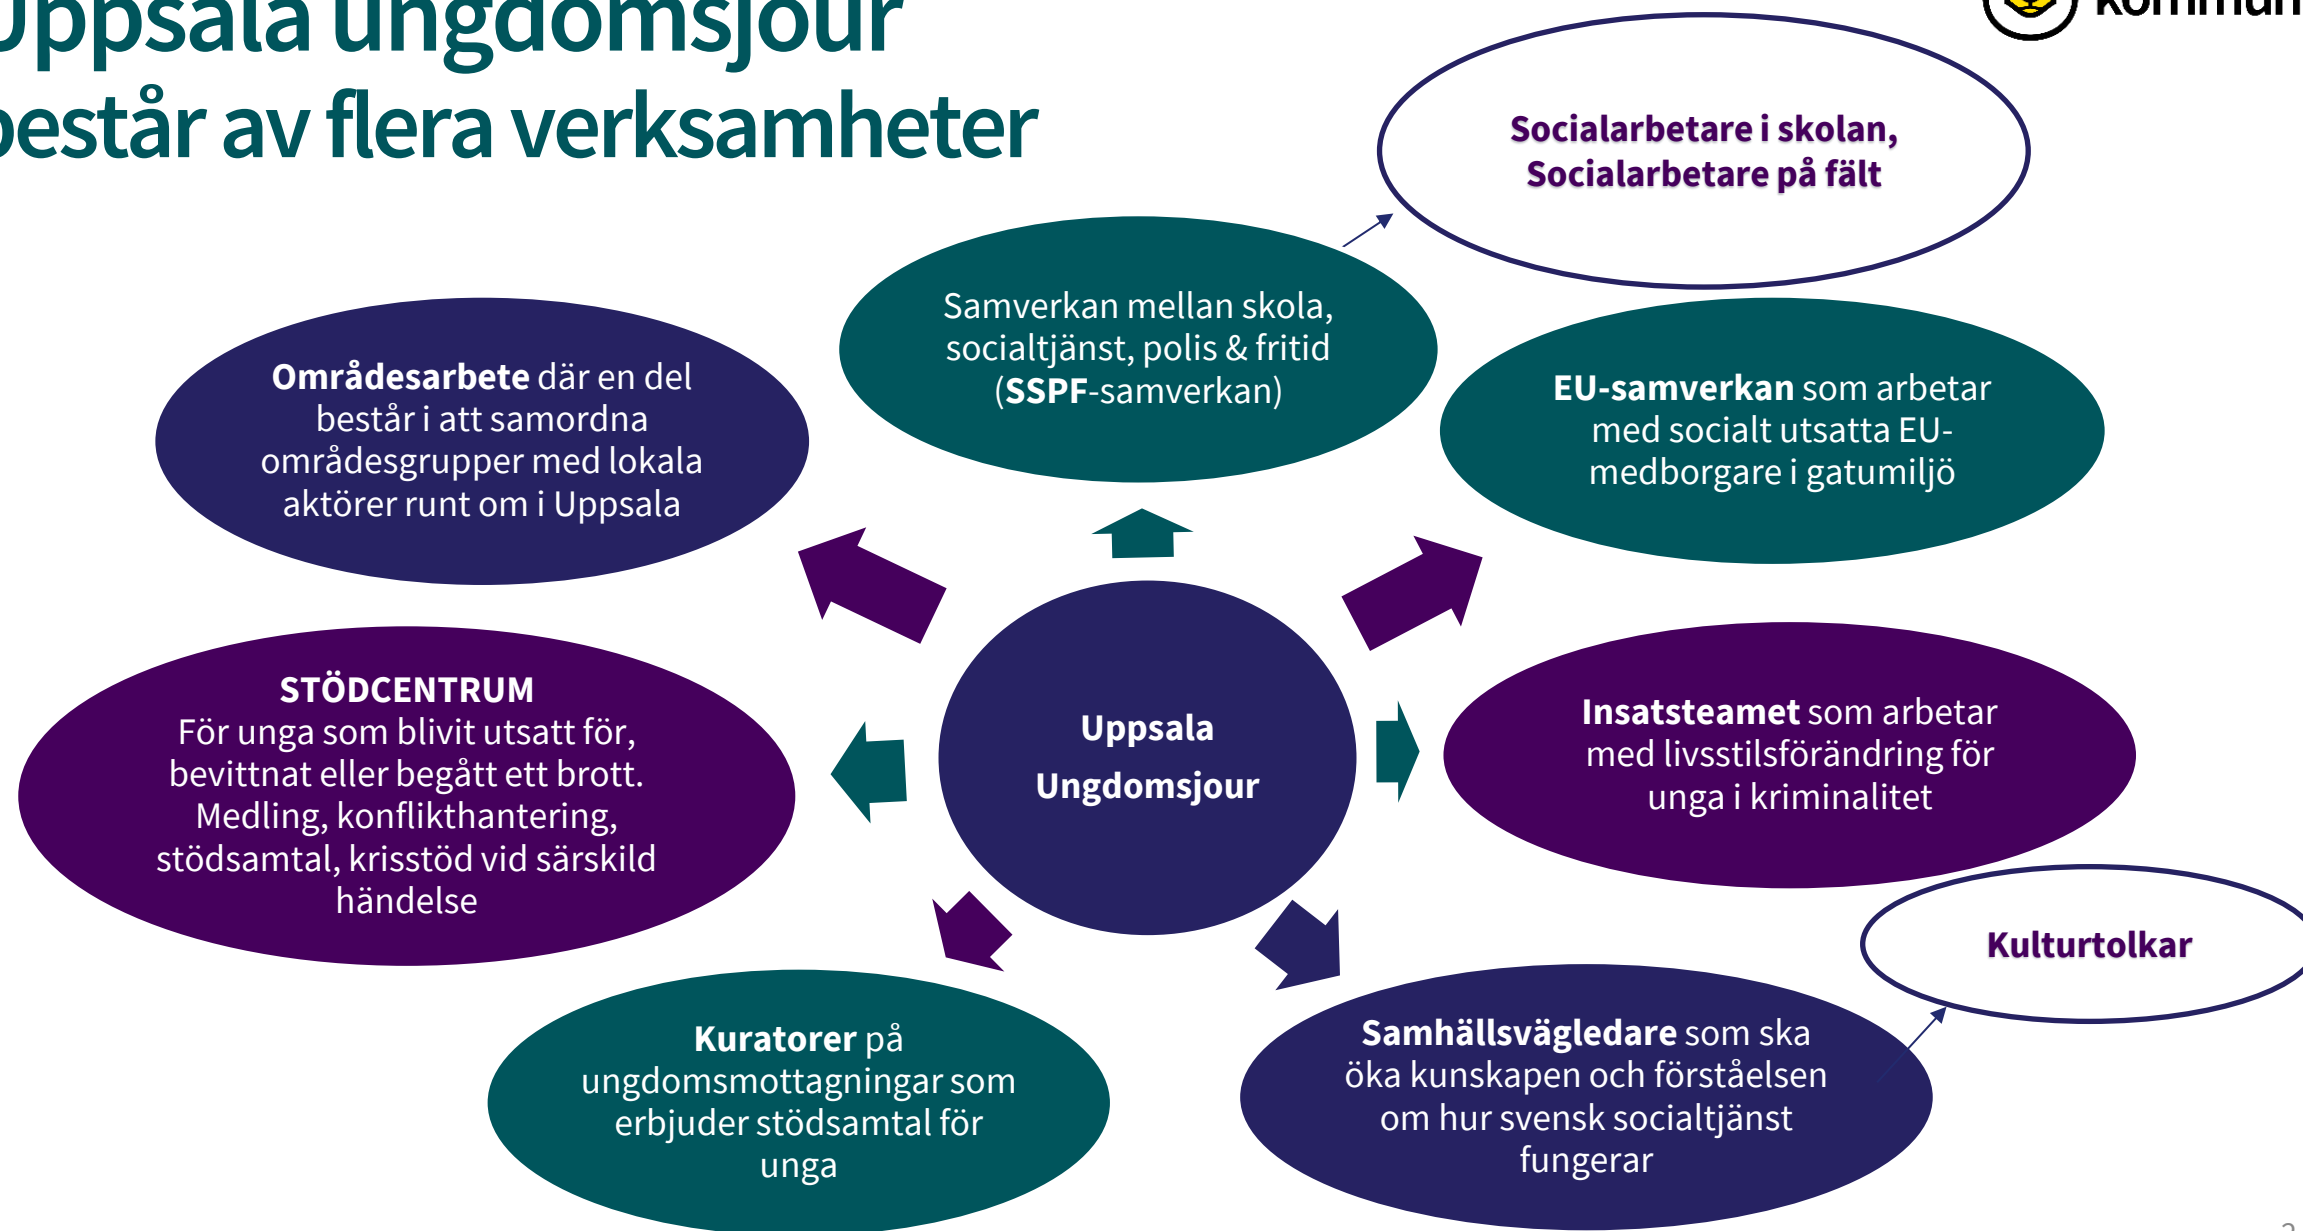 Uppsala ungdomsjour
består av flera verksamheter
kommun
Socialarbetare i skolan,
Socialarbetare på fält
Samverkan mellan skola,
socialtjänst, polis & fritid
(SSPF-samverkan)
Områdesarbete där en del
består i att samordna
områdesgrupper med lokala
aktörer runt om i Uppsala
EU-samverkan som arbetar
med socialt utsatta EU-
medborgare i gatumiljö
STÖDCENTRUM
För unga som blivit utsatt för,
bevittnat eller begått ett brott.
Medling, konflikthantering,
stödsamtal, krisstöd vid särskild
händelse
Uppsala
Ungdomsjour
Insatsteamet som arbetar
med livsstilsförändring för
unga i kriminalitet
Kulturtolkar
Kuratorer på
ungdomsmottagningar som
erbjuder stödsamtal för
unga
Samhällsvägledare som ska
öka kunskapen och förståelsen
om hur svensk socialtjänst
fungerar